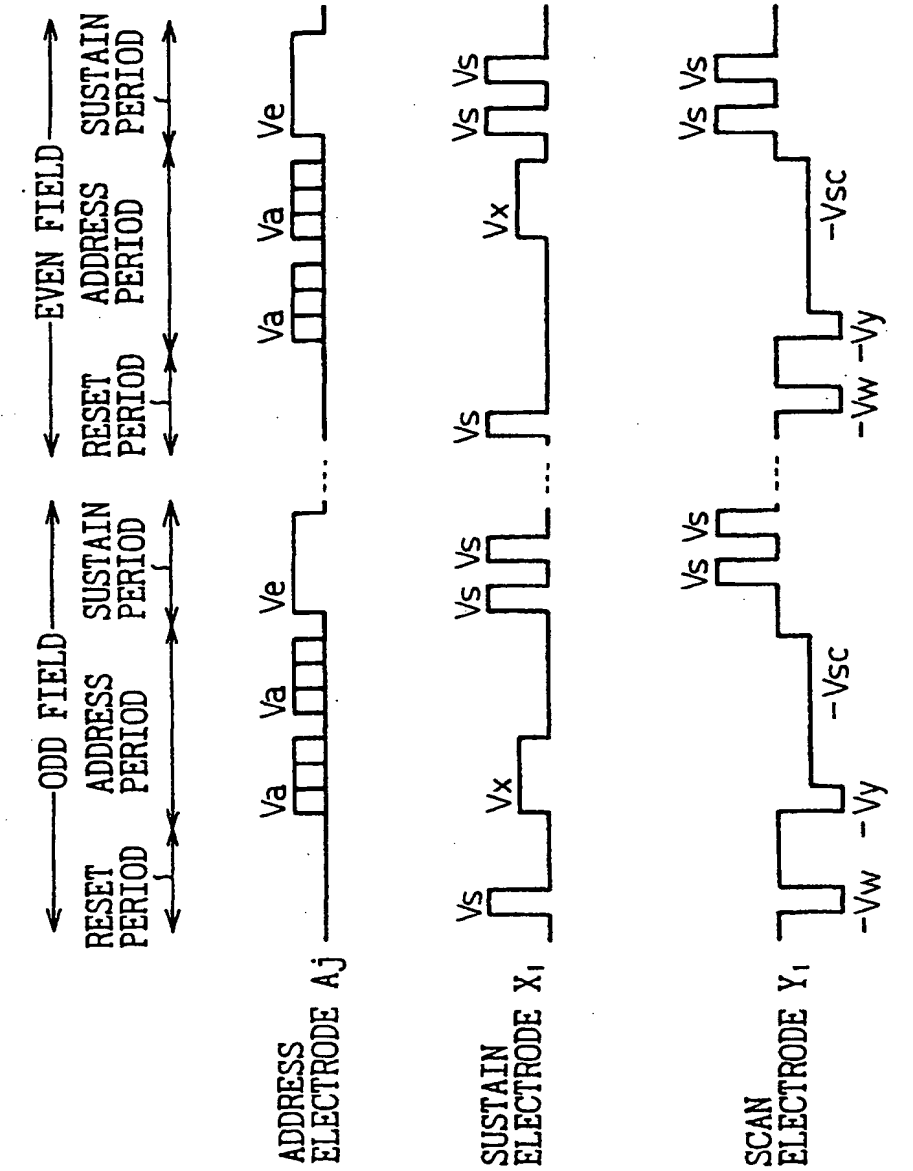 ODD FIELD
EVEN FIELD
RESET
PERIOD
ADDRESS
PERIOD
SUSTAIN
PERIOD
RESET
PERIOD
ADDRESS
PERIOD
SUSTAIN
PERIOD
ADDRESS
ELECTRODE Aj
Va
Va
Ve
Va
Va
Ve
SUSTAIN
ELECTRODE X1
Vs
Vx
Vs
Vs
Vs
Vx
Vs
Vs
SCAN
ELECTRODE Y1
-Vw
-Vy
-Vsc
Vs
Vs
-Vw
-Vy
-Vsc
Vs
Vs